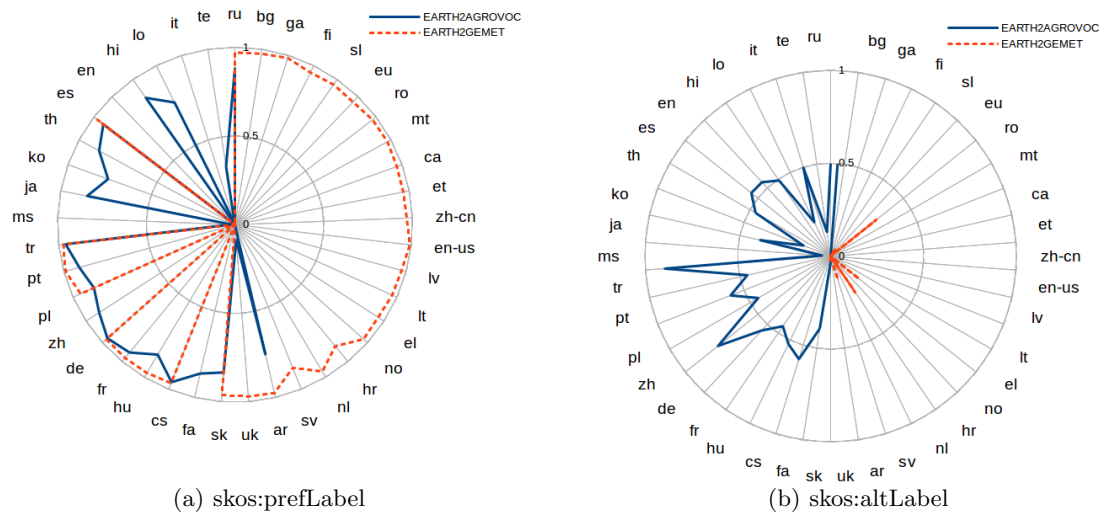 EARTH2AGROVOC
EARTH2GEMET
ru
bg
ga
fi
sl
eu
ro
mt
ca
et
zh-cn
en-us
lv
lt
el
no
hr
nl
sv
ar
uk
sk
fa
cs
hu
fr
de
zh
pl
pt
tr
ms
ja
ko
th
es
en
hi
lo
it
te
1
0.5
0
(a) skos:prefLabel
EARTH2AGROVOC
EARTH2GEMET
ru
bg
ga
fi
sl
eu
ro
mt
ca
et
zh-cn
en-us
lv
lt
el
no
hr
nl
sv
ar
uk
sk
fa
cs
hu
fr
de
zh
pl
pt
tr
ms
ja
ko
th
es
en
hi
lo
it
te
1
0.5
0
(b) skos:altLabel